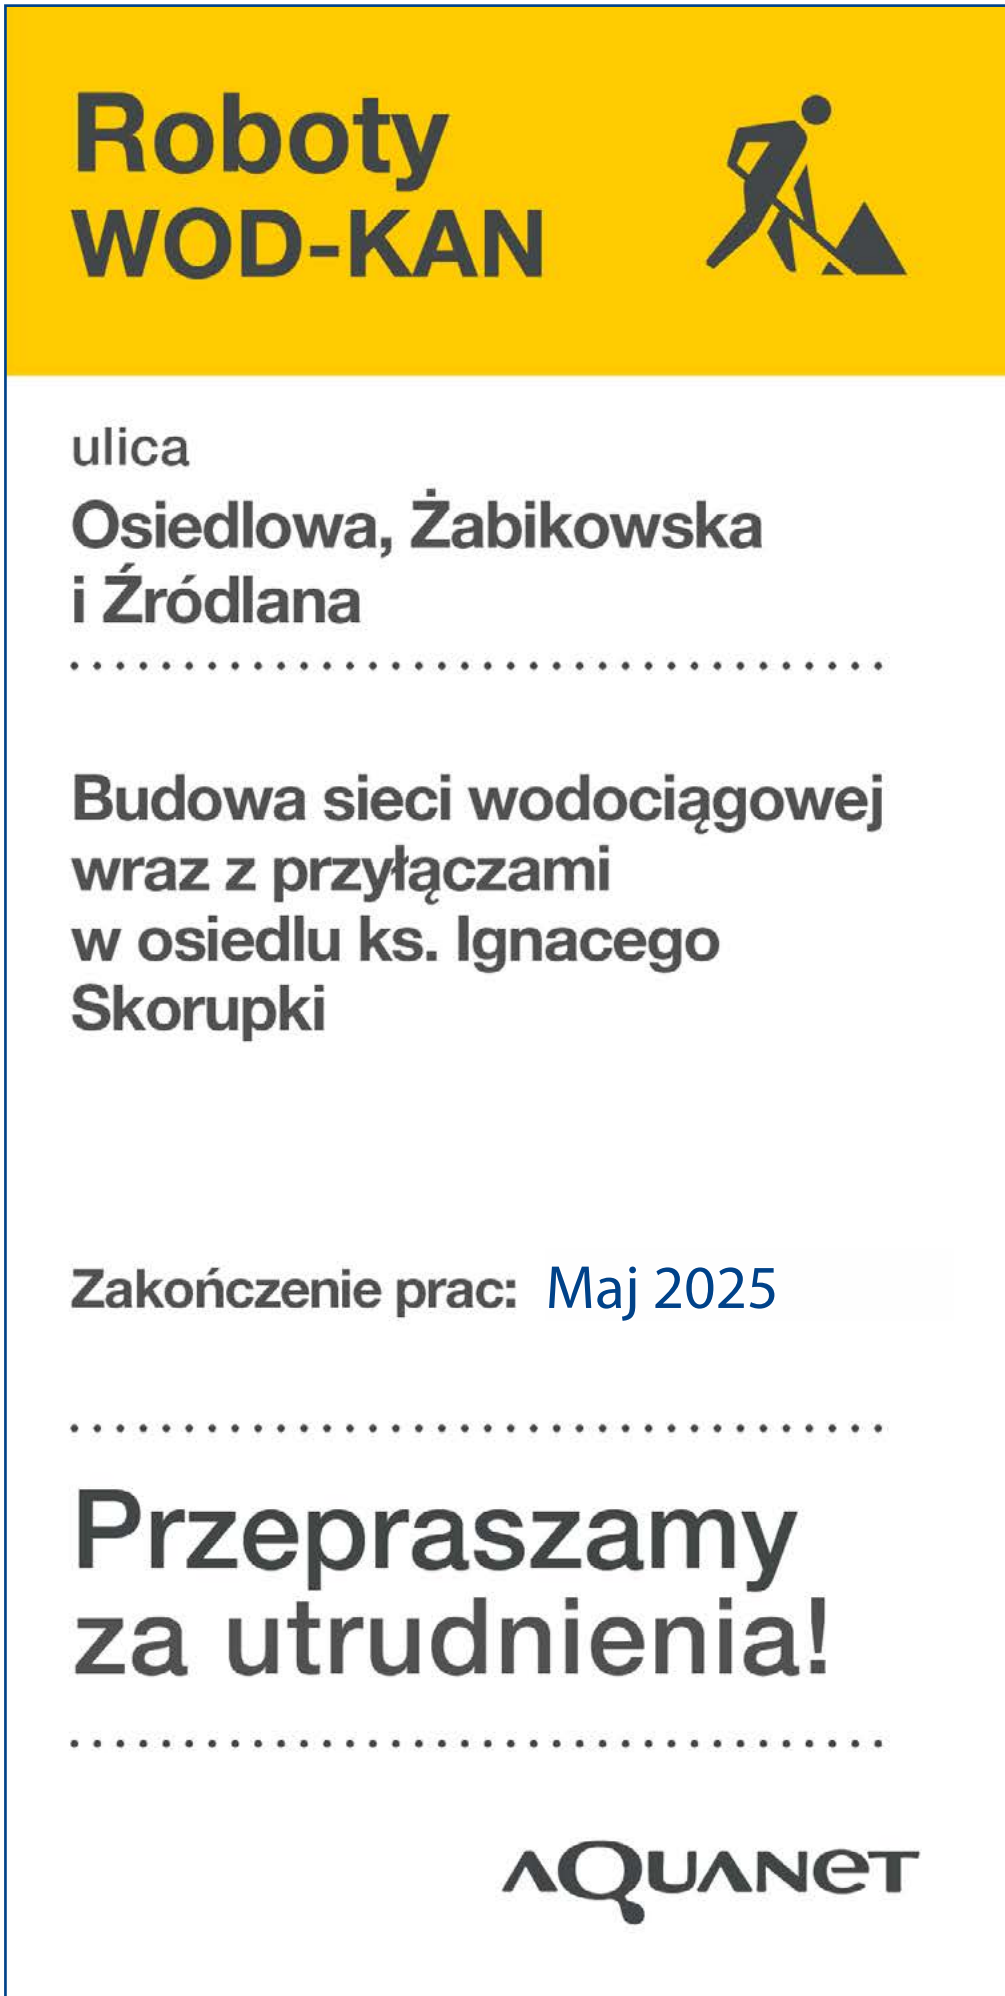 Roboty
WOD-KAN
ulica
Osiedlowa, Żabikowska
i Źródlana
Budowa sieci wodociągowej
wraz z przyłączami
w osiedlu ks. Ignacego
Skorupki
Zakończenie prac: Maj 2025
Przepraszamy
za utrudnienia!
AQUANET